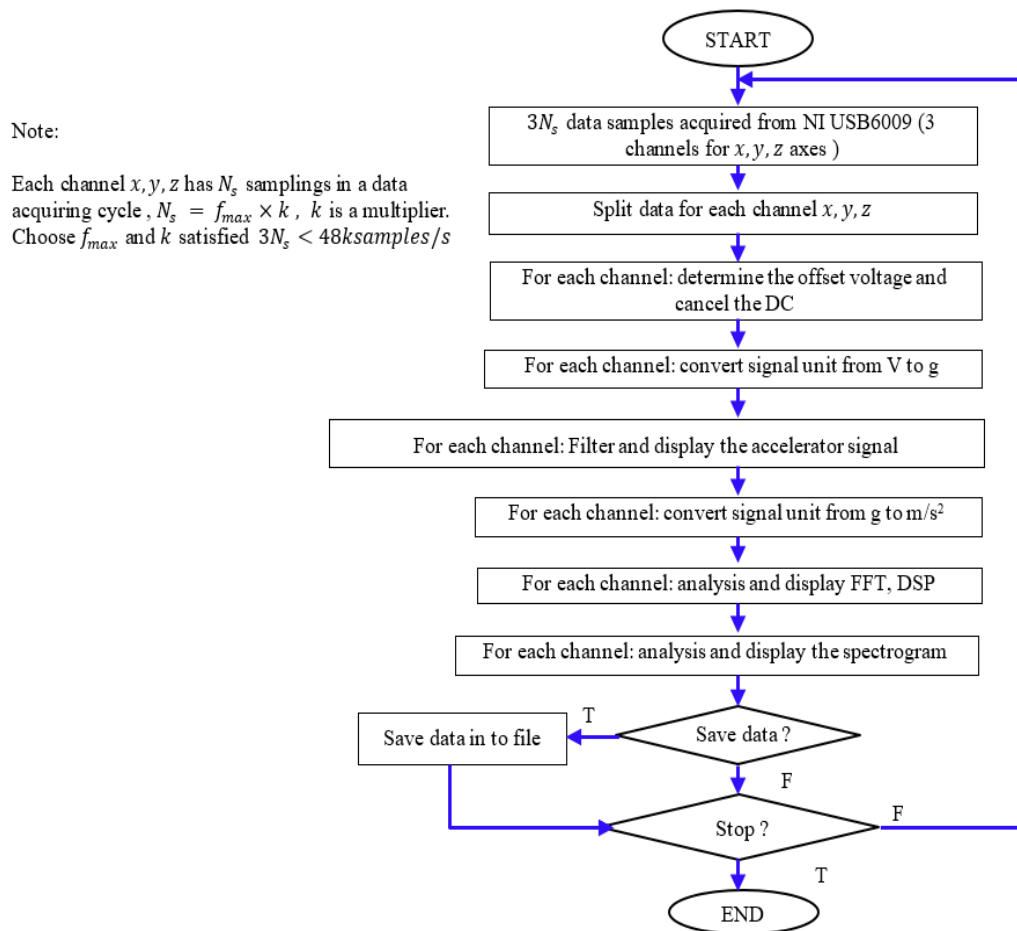 START
Note:
3Nₛ data samples acquired from NI USB6009 (3
channels for x, y, z axes )
Each channel x, y, z has Nₛ samplings in a data
acquiring cycle , Nₛ = fₘₐₓ × k , k is a multiplier.
Choose fₘₐₓ and k satisfied 3Nₛ < 48ksamples/s
Split data for each channel x, y, z
For each channel: determine the offset voltage and
cancel the DC
For each channel: convert signal unit from V to g
For each channel: Filter and display the accelerator signal
For each channel: convert signal unit from g to m/s²
For each channel: analysis and display FFT, DSP
For each channel: analysis and display the spectrogram
T
Save data in to file
Save data ?
F
Stop ?
F
T
END